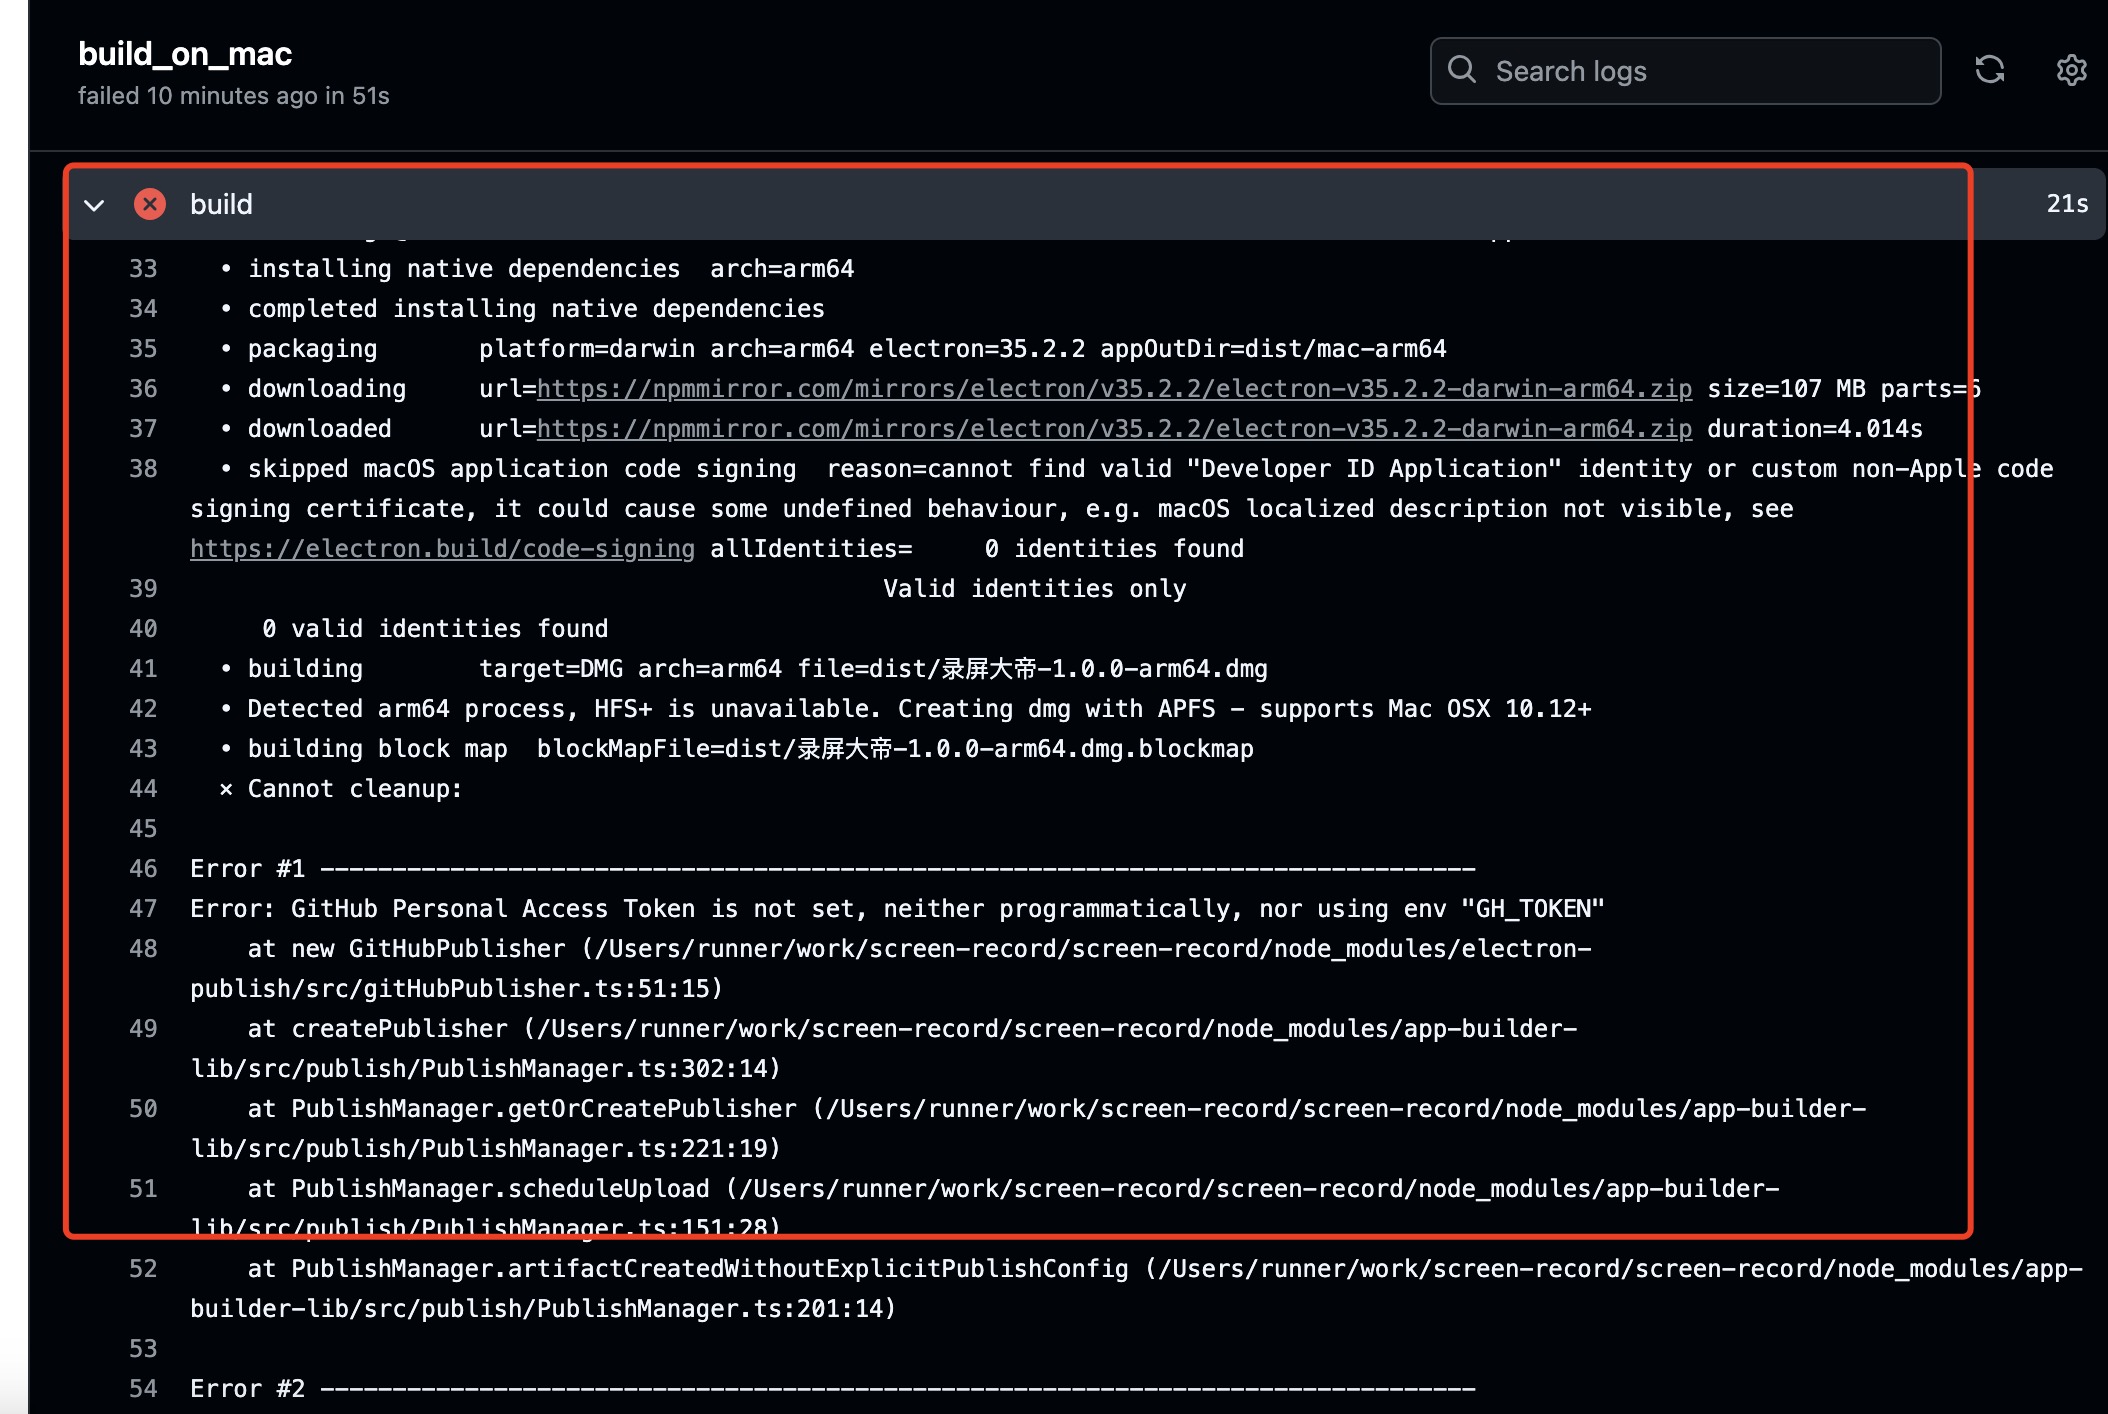 build_on_mac
failed 10 minutes ago in 51s
Search logs
build
21s
33 • installing native dependencies  arch=arm64
34 • completed installing native dependencies
35 • packaging       platform=darwin arch=arm64 electron=35.2.2 appOutDir=dist/mac-arm64
36 • downloading     url=https://npmmirror.com/mirrors/electron/v35.2.2/electron-v35.2.2-darwin-arm64.zip size=107 MB parts=6
37 • downloaded      url=https://npmmirror.com/mirrors/electron/v35.2.2/electron-v35.2.2-darwin-arm64.zip duration=4.014s
38 • skipped macOS application code signing  reason=cannot find valid "Developer ID Application" identity or custom non-Apple code
signing certificate, it could cause some undefined behaviour, e.g. macOS localized description not visible, see
https://electron.build/code-signing allIdentities=     0 identities found
39 Valid identities only
40 0 valid identities found
41 • building        target=DMG arch=arm64 file=dist/录屏大帝-1.0.0-arm64.dmg
42 • Detected arm64 process, HFS+ is unavailable. Creating dmg with APFS - supports Mac OSX 10.12+
43 • building block map  blockMapFile=dist/录屏大帝-1.0.0-arm64.dmg.blockmap
44 × Cannot cleanup:
45
46 Error #1 --------------------------------------------------------------------------------
47 Error: GitHub Personal Access Token is not set, neither programmatically, nor using env "GH_TOKEN"
48 at new GitHubPublisher (/Users/runner/work/screen-record/screen-record/node_modules/electron-
publish/src/gitHubPublisher.ts:51:15)
49 at createPublisher (/Users/runner/work/screen-record/screen-record/node_modules/app-builder-
lib/src/publish/PublishManager.ts:302:14)
50 at PublishManager.getOrCreatePublisher (/Users/runner/work/screen-record/screen-record/node_modules/app-builder-
lib/src/publish/PublishManager.ts:221:19)
51 at PublishManager.scheduleUpload (/Users/runner/work/screen-record/screen-record/node_modules/app-builder-
lib/src/publish/PublishManager.ts:151:28)
52 at PublishManager.artifactCreatedWithoutExplicitPublishConfig (/Users/runner/work/screen-record/screen-record/node_modules/app-
builder-lib/src/publish/PublishManager.ts:201:14)
53
54 Error #2 --------------------------------------------------------------------------------